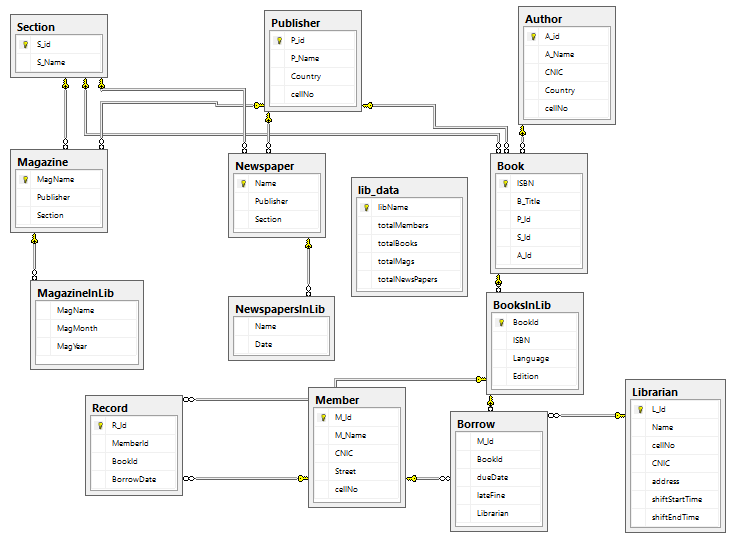 Section
S_id
S_Name
Publisher
P_id
P_Name
Country
cellNo
Author
A_id
A_Name
CNIC
Country
cellNo
Magazine
MagName
Publisher
Section
Newspaper
Name
Publisher
Section
lib_data
libName
totalMembers
totalBooks
totalMags
totalNewsPapers
Book
ISBN
B_Title
P_Id
S_Id
A_Id
MagazineInLib
MagName
MagMonth
MagYear
NewspapersInLib
Name
Date
BooksInLib
BookId
ISBN
Language
Edition
Record
R_Id
MemberId
BookId
BorrowDate
Member
M_Id
M_Name
CNIC
Street
cellNo
Borrow
M_Id
BookId
dueDate
lateFine
Librarian
Librarian
L_Id
Name
cellNo
CNIC
address
shiftStartTime
shiftEndTime